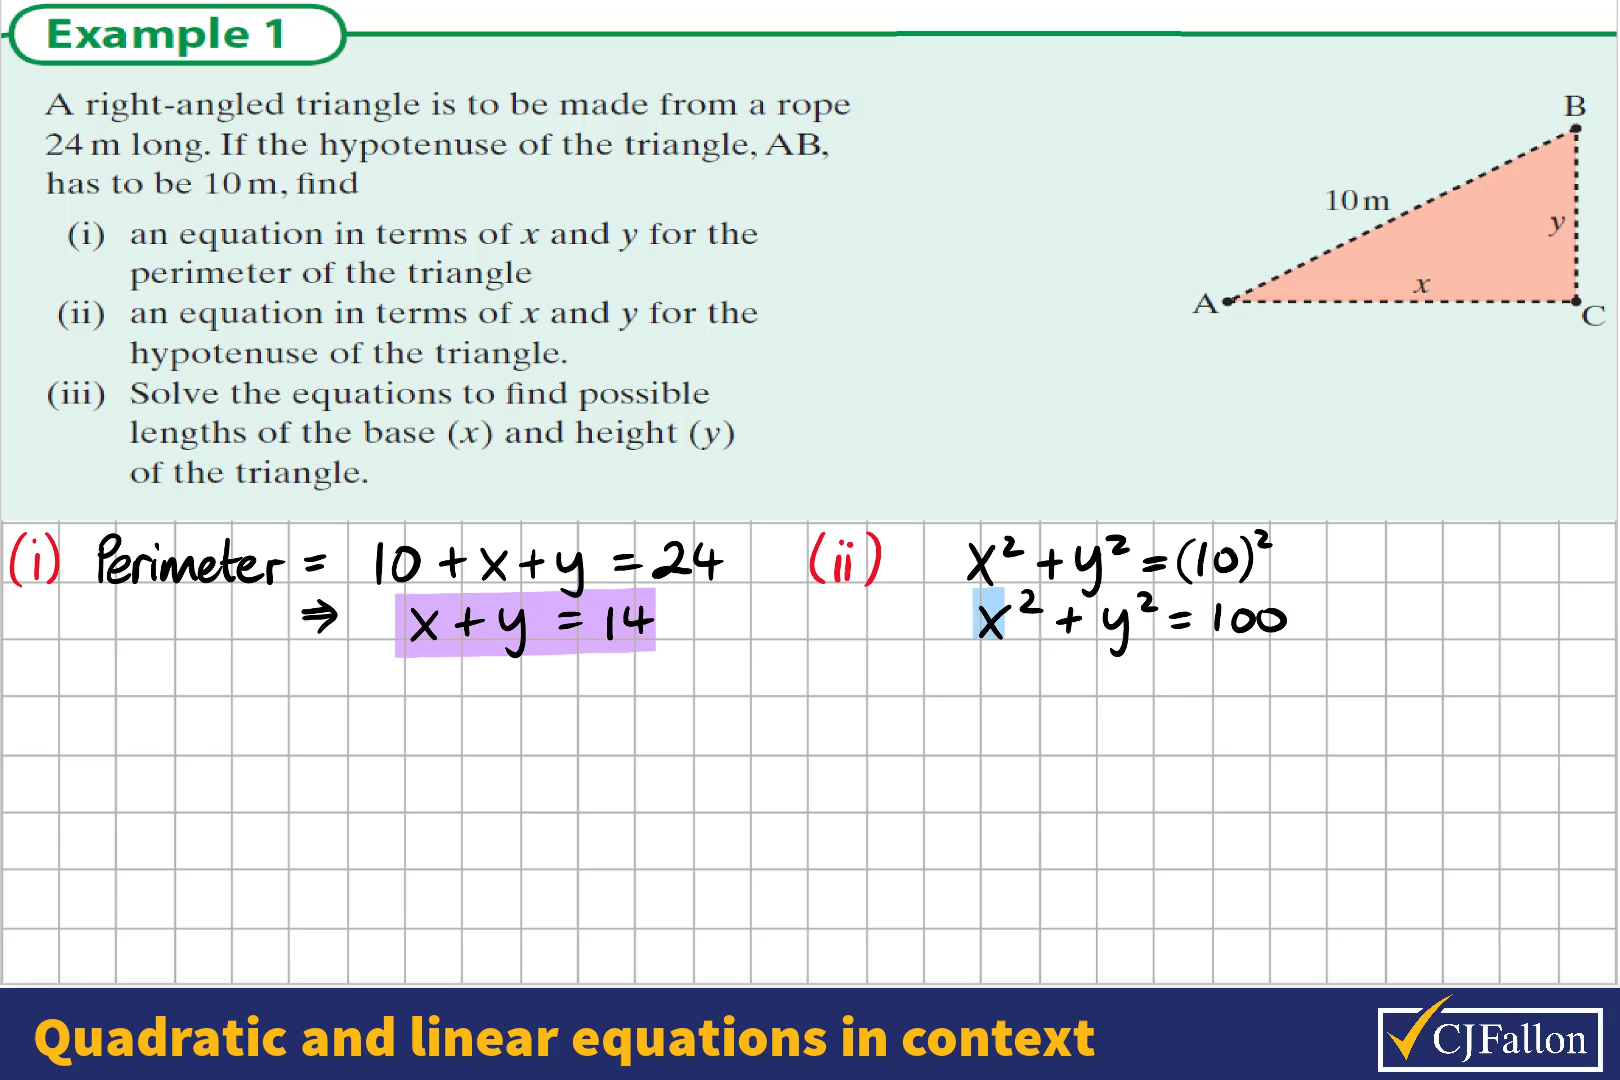 Example 1
A right-angled triangle is to be made from a rope
24 m long. If the hypotenuse of the triangle, AB,
has to be 10 m, find
(i) an equation in terms of x and y for the
perimeter of the triangle
(ii) an equation in terms of x and y for the
hypotenuse of the triangle.
(iii) Solve the equations to find possible
lengths of the base (x) and height (y)
of the triangle.
B
10 m
y
x
A
C
(i) Perimeter = 10 + x + y = 24
⇒ x + y = 14
(ii) x² + y² = (10)²
x² + y² = 100
Quadratic and linear equations in context
CJFallon